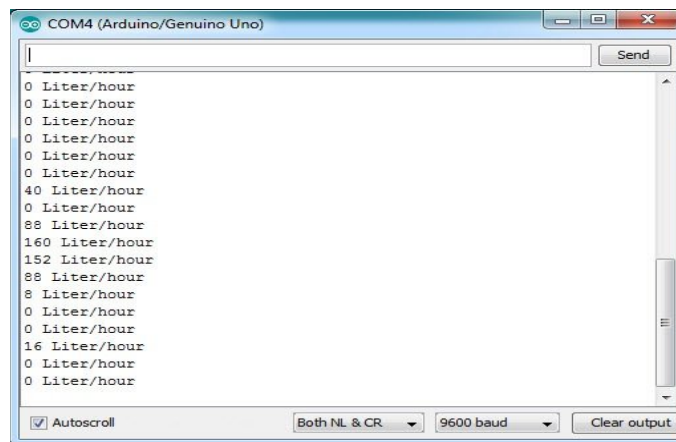 COM4 (Arduino/Genuino Uno)
Send
0 Liter/hour
0 Liter/hour
0 Liter/hour
0 Liter/hour
0 Liter/hour
0 Liter/hour
40 Liter/hour
0 Liter/hour
88 Liter/hour
160 Liter/hour
152 Liter/hour
88 Liter/hour
8 Liter/hour
0 Liter/hour
0 Liter/hour
16 Liter/hour
0 Liter/hour
0 Liter/hour
Autoscroll Both NL & CR 9600 baud Clear output